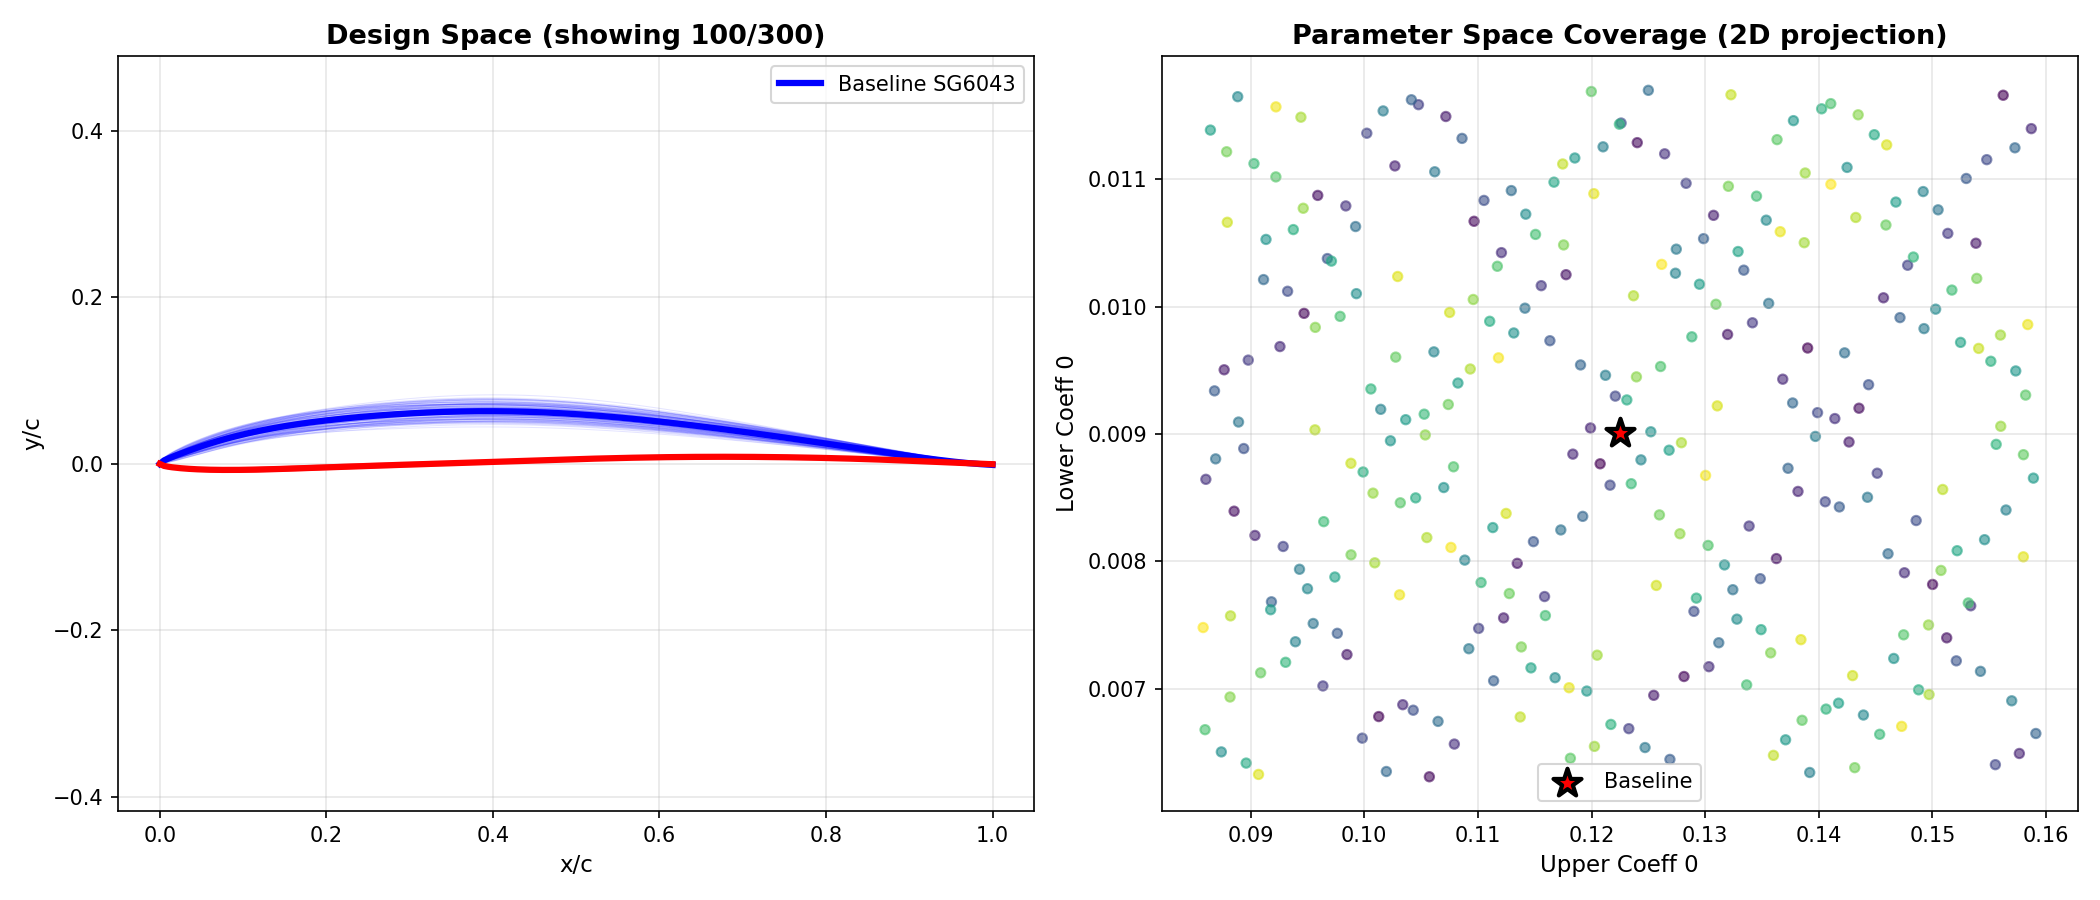 Design Space (showing 100/300)
Baseline SG6043
0.4
0.2
0.0
−0.2
−0.4
y/c
0.0 0.2 0.4 0.6 0.8 1.0
x/c
Parameter Space Coverage (2D projection)
0.011
0.010
0.009
0.008
0.007
Lower Coeff 0
Baseline
0.09 0.10 0.11 0.12 0.13 0.14 0.15 0.16
Upper Coeff 0